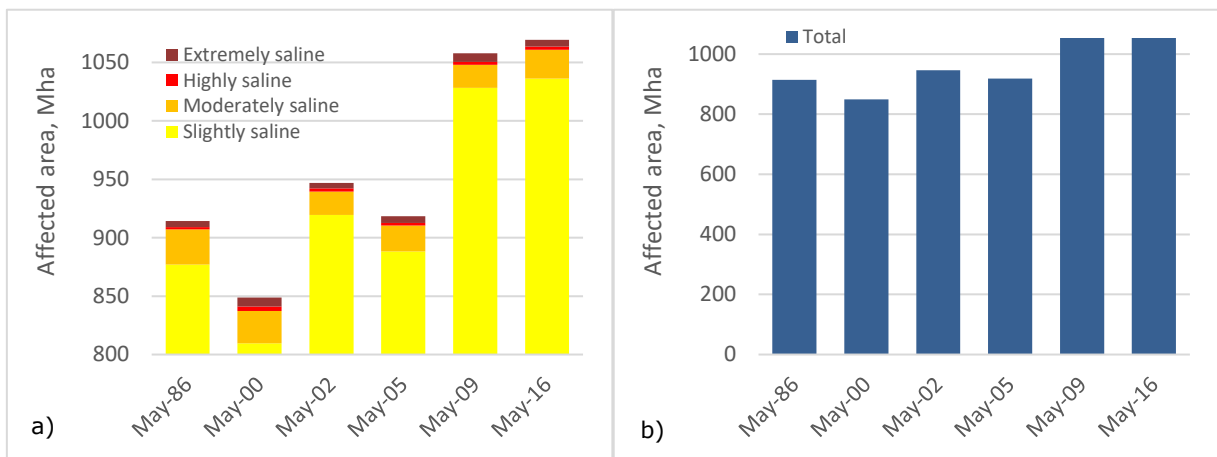 Affected area, Mha
1050
1000
950
900
850
800
Extremely saline
Highly saline
Moderately saline
Slightly saline
May-86
May-00
May-02
May-05
May-09
May-16
a)
Affected area, Mha
1000
800
600
400
200
0
Total
May-86
May-00
May-02
May-05
May-09
May-16
b)